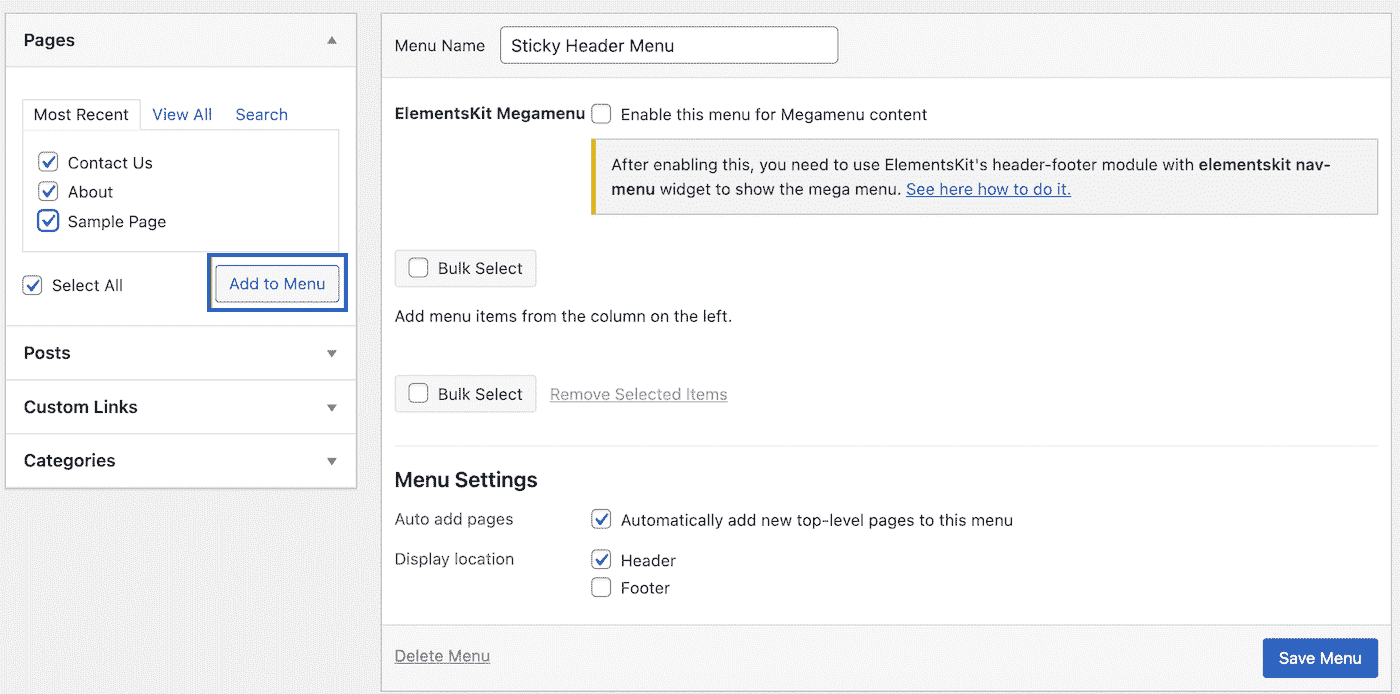 Pages
Most Recent View All Search
Contact Us
About
Sample Page
Select All Add to Menu
Posts
Custom Links
Categories
Menu Name Sticky Header Menu
ElementsKit Megamenu Enable this menu for Megamenu content
After enabling this, you need to use ElementsKit's header-footer module with elementskit nav-
menu widget to show the mega menu. See here how to do it.
Bulk Select
Add menu items from the column on the left.
Bulk Select Remove Selected Items
Menu Settings
Auto add pages Automatically add new top-level pages to this menu
Display location Header
Footer
Delete Menu Save Menu